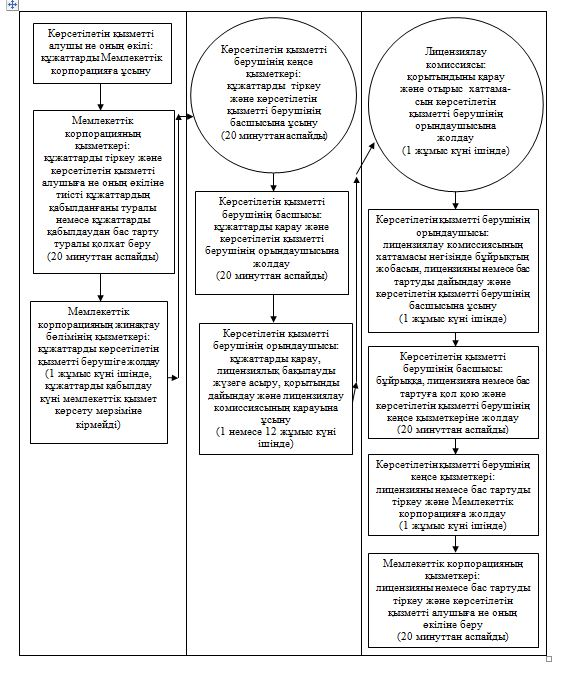 Көрсетілетін қызметті
алушы не оның өкілі:
құжаттарды Мемлекеттік
корпорацияға ұсыну
Мемлекеттік
корпорацияның
қызметкері:
құжаттарды тіркеу және
көрсетілетін қызметті
алушыға не оның өкіліне
тиісті құжаттардың
қабылданғаны туралы
немесе құжаттарды
қабылдаудан бас тарту
туралы қолхат беру
(20 минуттан аспайды)
Мемлекеттік
корпорацияның жинақтау
бөлімінің қызметкері:
құжаттарды көрсетілетін
қызметті берушіге жолдау
(1 жұмыс күні ішінде,
құжаттарды қабылдау
күні мемлекеттік қызмет
көрсету мерзіміне
кірмейді)
Көрсетілетін қызметті
берушінің кеңсе
қызметкері:
құжаттарды тіркеу
және көрсетілетін
қызметті берушінің
басшысына ұсыну
(20 минуттан аспайды)
Көрсетілетін қызметті
берушінің басшысы:
құжаттарды қарау және
көрсетілетін қызметті
берушінің орындаушысына
жолдау
(20 минуттан аспайды)
Көрсетілетін қызметті
берушінің орындаушысы:
құжаттарды қарау,
лицензиялық бақылауды
жүзеге асыру, қорытынды
дайындау және лицензиялау
комиссиясының қарауына
ұсыну
(1 немесе 12 жұмыс күні
ішінде)
Лицензиялау
комиссиясы:
қорытындыны қарау
және отырыс хаттама-
сын көрсетілетін
қызметті берушінің
орындаушысына
жолдау
(1 жұмыс күні ішінде)
Көрсетілетін қызметті берушінің
орындаушысы:
лицензиялау комиссиясының
хаттамасы негізінде бұйрықтың
жобасын, лицензияны немесе бас
тартуды дайындау және
көрсетілетін қызметті берушінің
басшысына ұсыну
(1 жұмыс күні ішінде)
Көрсетілетін қызметті
берушінің басшысы:
бұйрыққа, лицензияға немесе бас
тартуға қол қою және
көрсетілетін қызметті берушінің
кеңсе қызметкеріне жолдау
(20 минуттан аспайды)
Көрсетілетін қызметті берушінің
кеңсе қызметкері:
лицензияны немесе бас тартуды
тіркеу және Мемлекеттік
корпорацияға жолдау
(1 жұмыс күні ішінде)
Мемлекеттік корпорацияның
қызметкері:
лицензияны немесе бас тартуды
тіркеу және көрсетілетін
қызметті алушыға не оның
өкіліне беру
(20 минуттан аспайды)